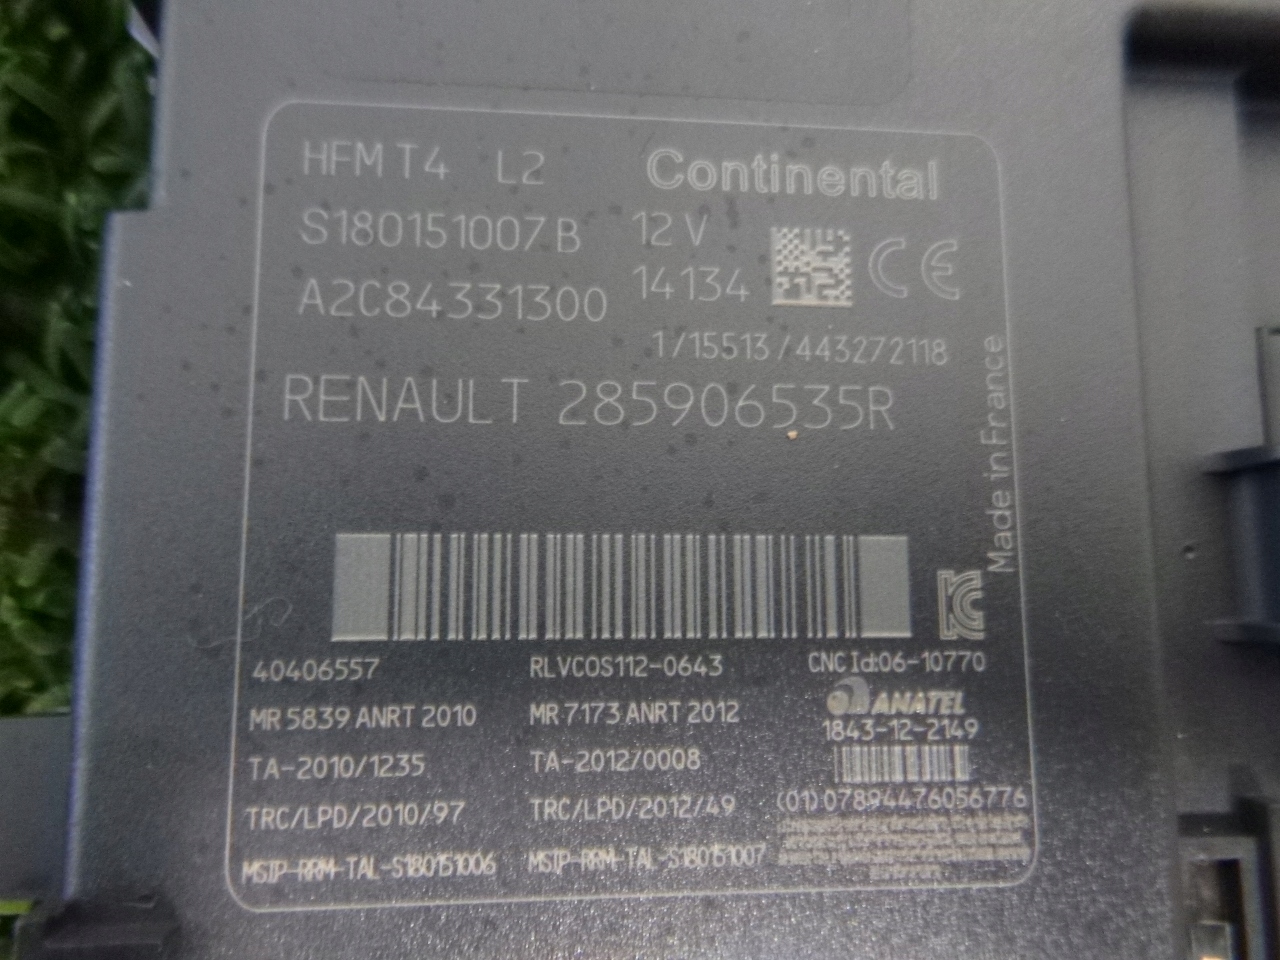 HFM T4 L2 Continental
S180151007B 12 V
CE
A2C84331300 14134
1/15513/443272118
RENAULT 285906535R
Made in France
40406557 RLVCOS112-0643 CNC Id:06-10770
MR 5839 ANRT 2010 MR 7173 ANRT 2012 ANATEL
1843-12-2149
TA-2010/1235 TA-2012/0008
(01)07894476056776
TRC/LPD/2010/97 TRC/LPD/2012/49
MSIP-RRM-TAL-S180151006 MSIP-RRM-TAL-S180151007